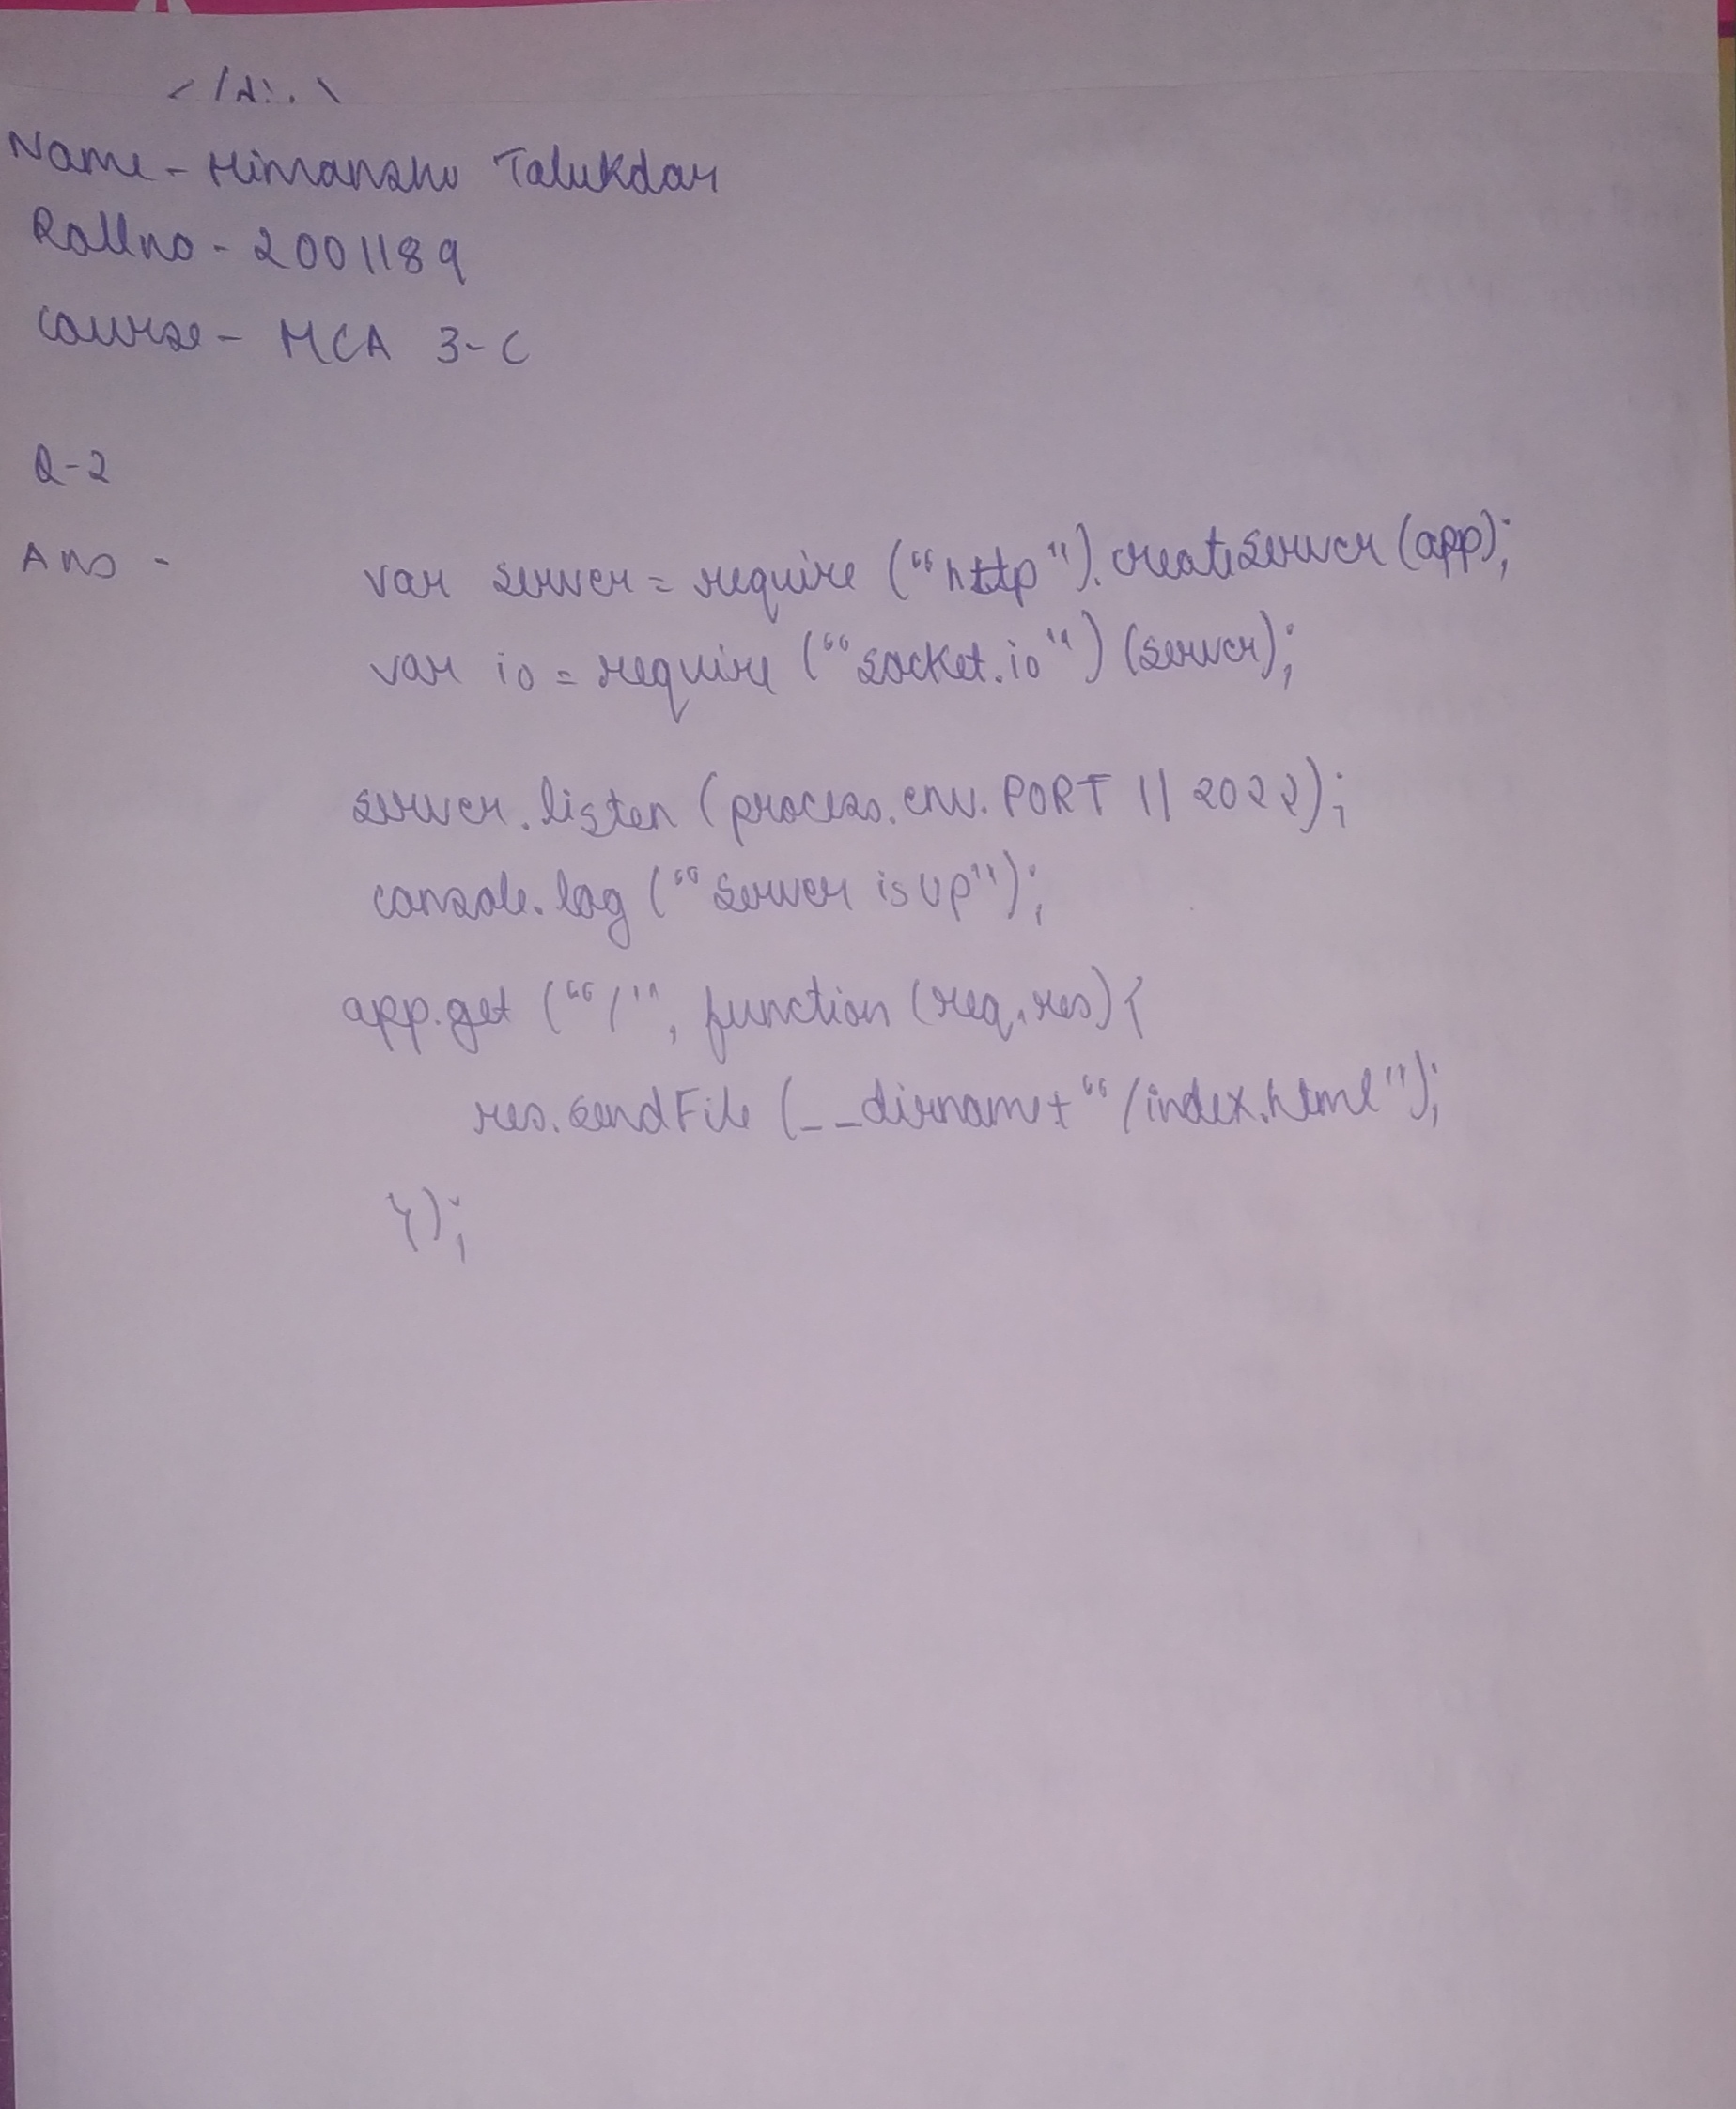 Name - Himanshu Talukdar
Rollno - 2001189
Course - MCA 3-C
Q-2
Ans - var server = require ("http").createServer (app);
var io = require ("socket.io") (server);
server.listen (process.env.PORT || 2022);
console.log ("Server is up");
app.get ("/", function (req, res) {
res.sendFile (__dirname + "/index.html");
});